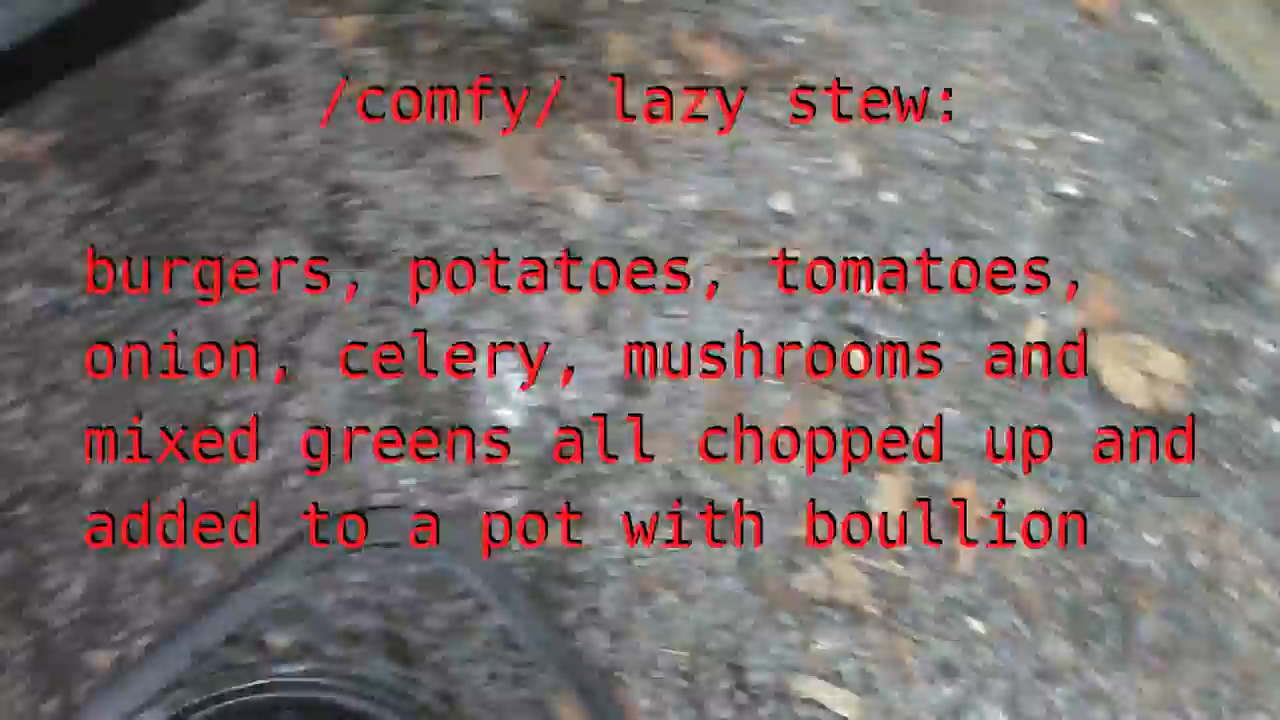 /comfy/ lazy stew:
burgers, potatoes, tomatoes,
onion, celery, mushrooms and
mixed greens all chopped up and
added to a pot with boullion